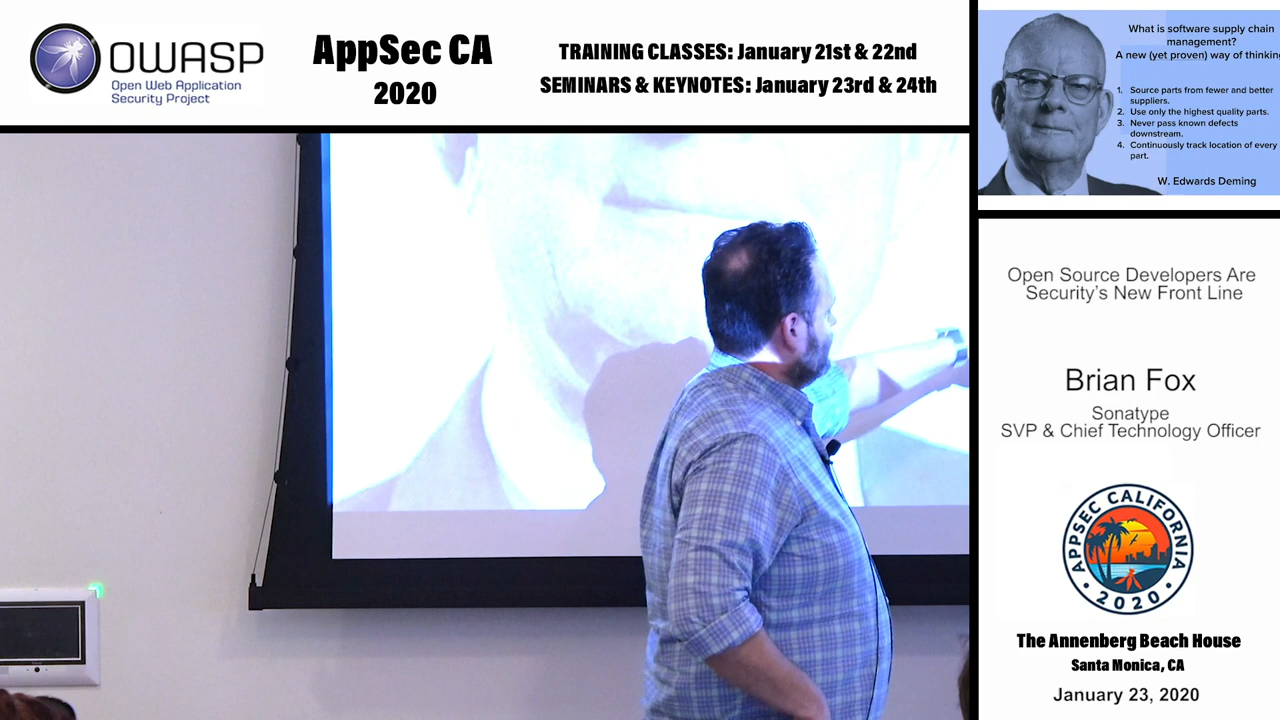 OWASP
Open Web Application
Security Project
AppSec CA
2020
TRAINING CLASSES: January 21st & 22nd
SEMINARS & KEYNOTES: January 23rd & 24th
What is software supply chain
management?
A new (yet proven) way of thinkin
1. Source parts from fewer and better
suppliers.
2. Use only the highest quality parts.
3. Never pass known defects
downstream.
4. Continuously track location of every
part.
W. Edwards Deming
Open Source Developers Are
Security's New Front Line
Brian Fox
Sonatype
SVP & Chief Technology Officer
APPSEC CALIFORNIA
• 2020 •
The Annenberg Beach House
Santa Monica, CA
January 23, 2020